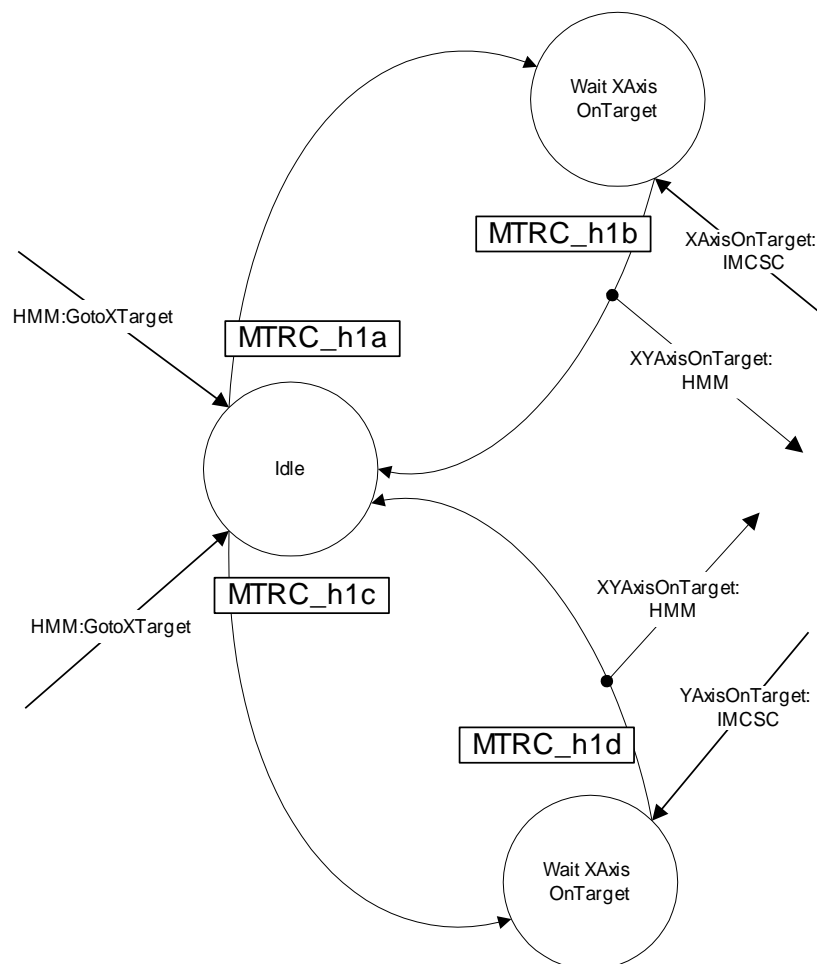 Wait XAxis
OnTarget
MTRC_h1b
XAxisOnTarget:
IMCSC
HMM:GotoXTarget
MTRC_h1a
XYAxisOnTarget:
HMM
Idle
MTRC_h1c
XYAxisOnTarget:
HMM
HMM:GotoXTarget
YAxisOnTarget:
IMCSC
MTRC_h1d
Wait XAxis
OnTarget